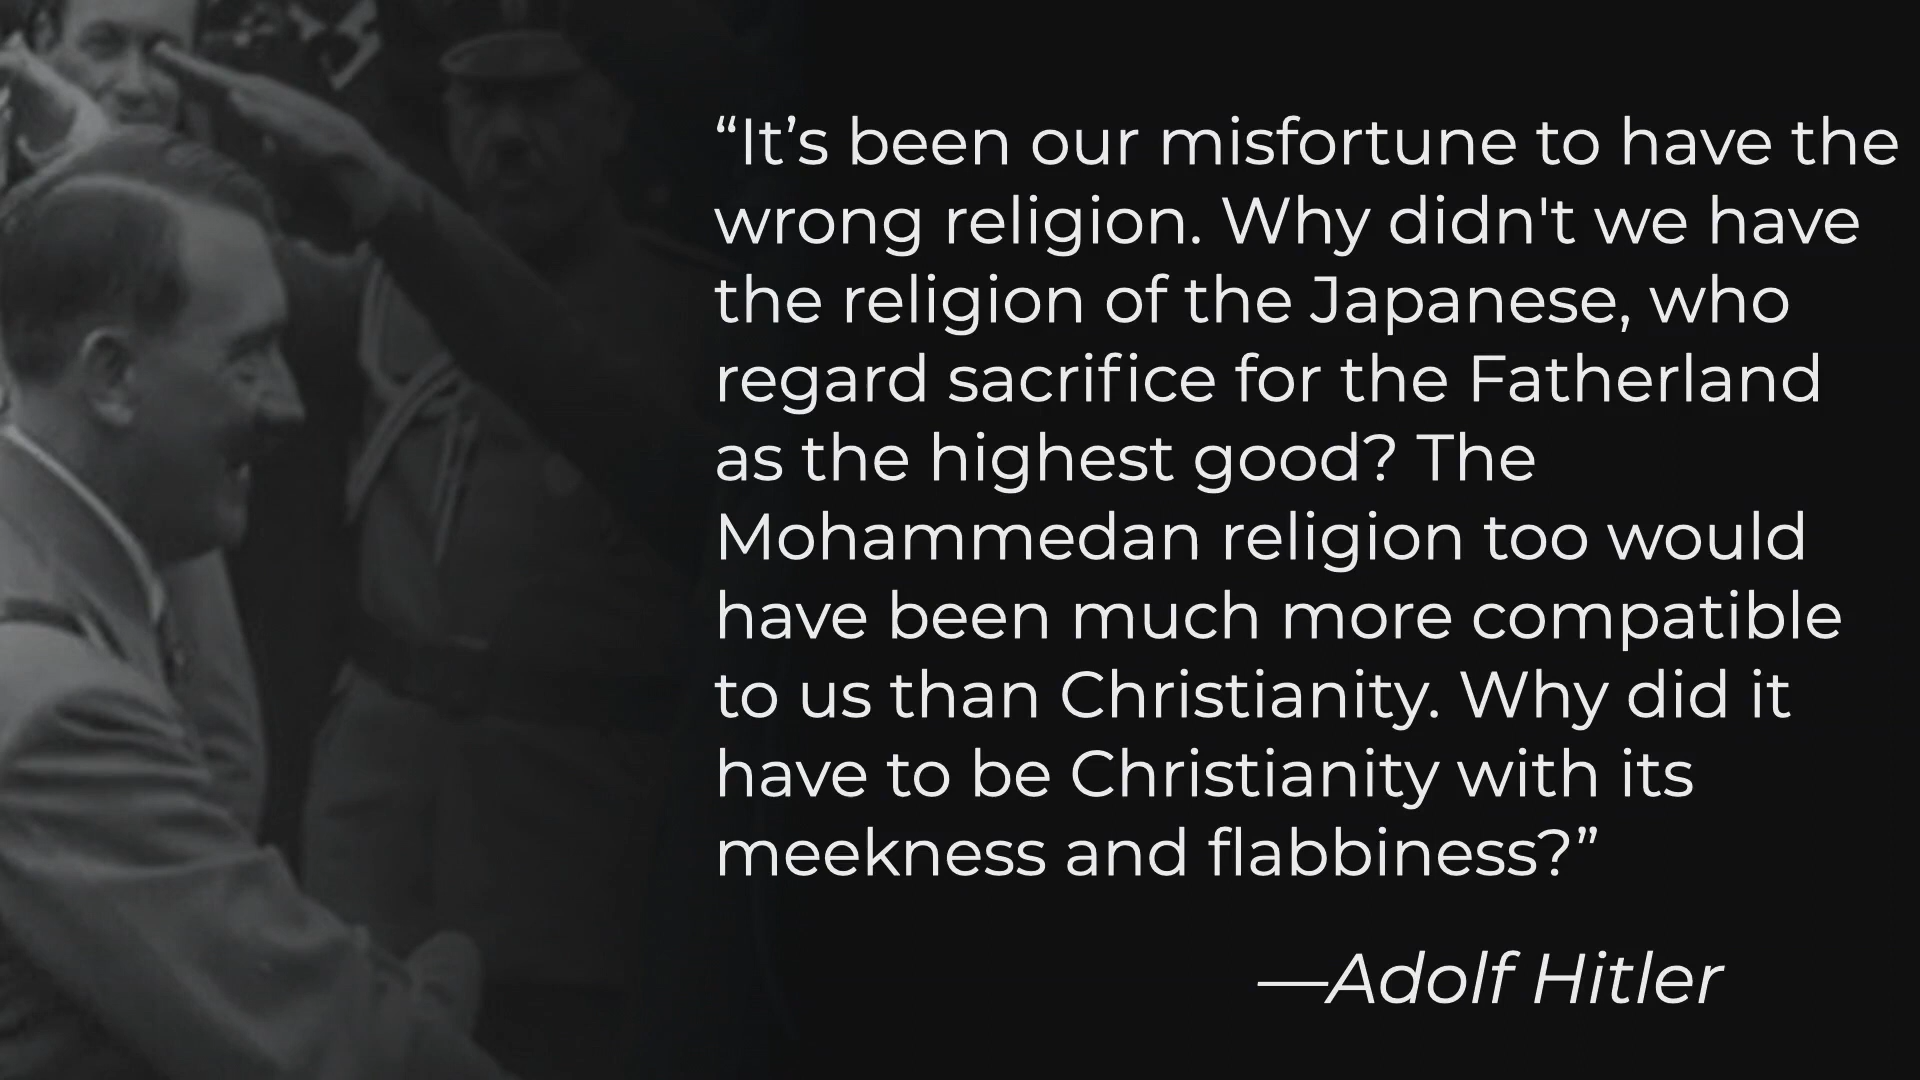 “It’s been our misfortune to have the
wrong religion. Why didn't we have
the religion of the Japanese, who
regard sacrifice for the Fatherland
as the highest good? The
Mohammedan religion too would
have been much more compatible
to us than Christianity. Why did it
have to be Christianity with its
meekness and flabbiness?”
—Adolf Hitler